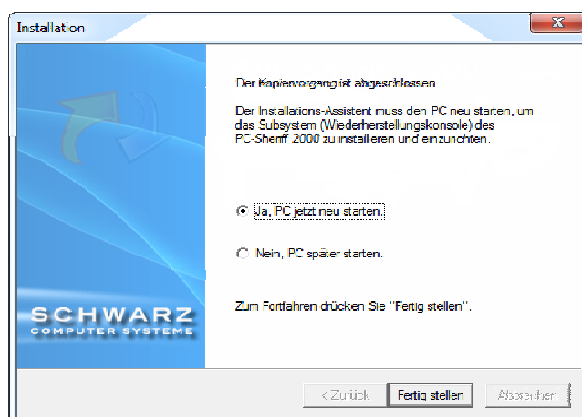 Installation
Der Kopiervorgang ist abgeschlossen
Der Installations-Assistent muss den PC neu starten, um
das Subsystem (Wiederherstellungskonsole) des
PC-Sheriff 2000 zu installieren und einzurichten.
Ja, PC jetzt neu starten.
Nein, PC später starten.
Zum Fortfahren drücken Sie "Fertig stellen".
SCHWARZ
COMPUTER SYSTEME
< Zurück Fertig stellen Abbrechen